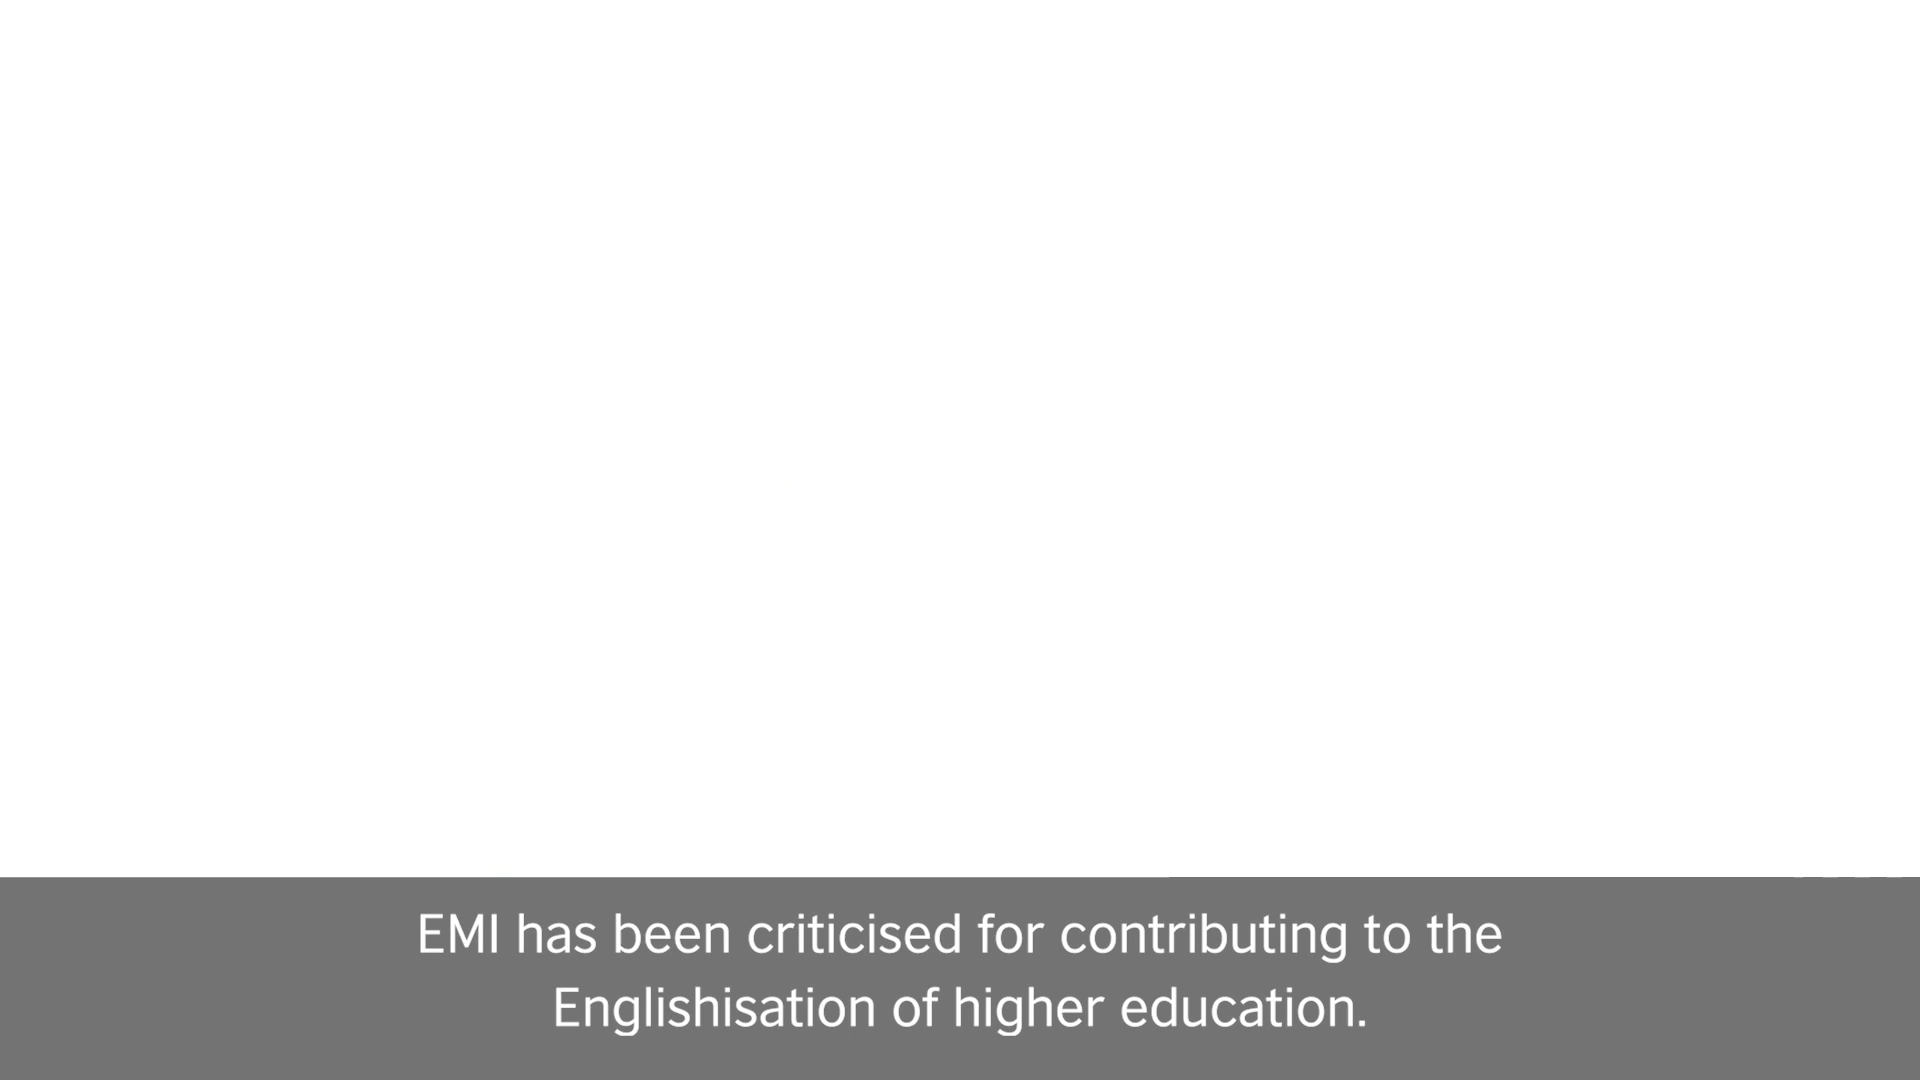 EMI has been criticised for contributing to the
Englishisation of higher education.